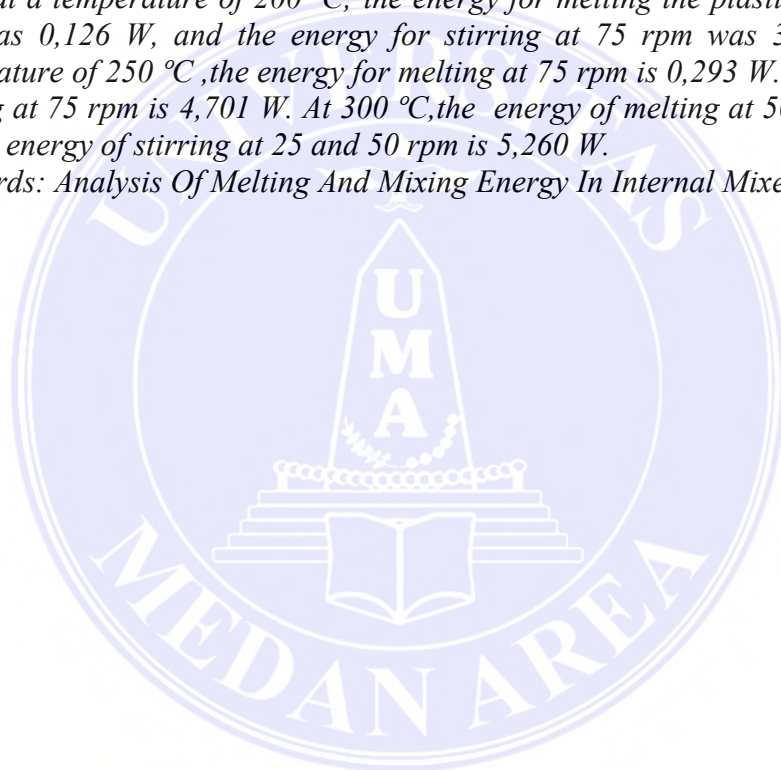 at a temperature of 200 ºC, the energy for melting the plastic
as 0,126 W, and the energy for stirring at 75 rpm was 3
ature of 250 ºC ,the energy for melting at 75 rpm is 0,293 W.
g at 75 rpm is 4,701 W. At 300 ºC,the energy of melting at 50
energy of stirring at 25 and 50 rpm is 5,260 W.
rds: Analysis Of Melting And Mixing Energy In Internal Mixe
UNIVERSITAS
U
M
A
MEDAN AREA